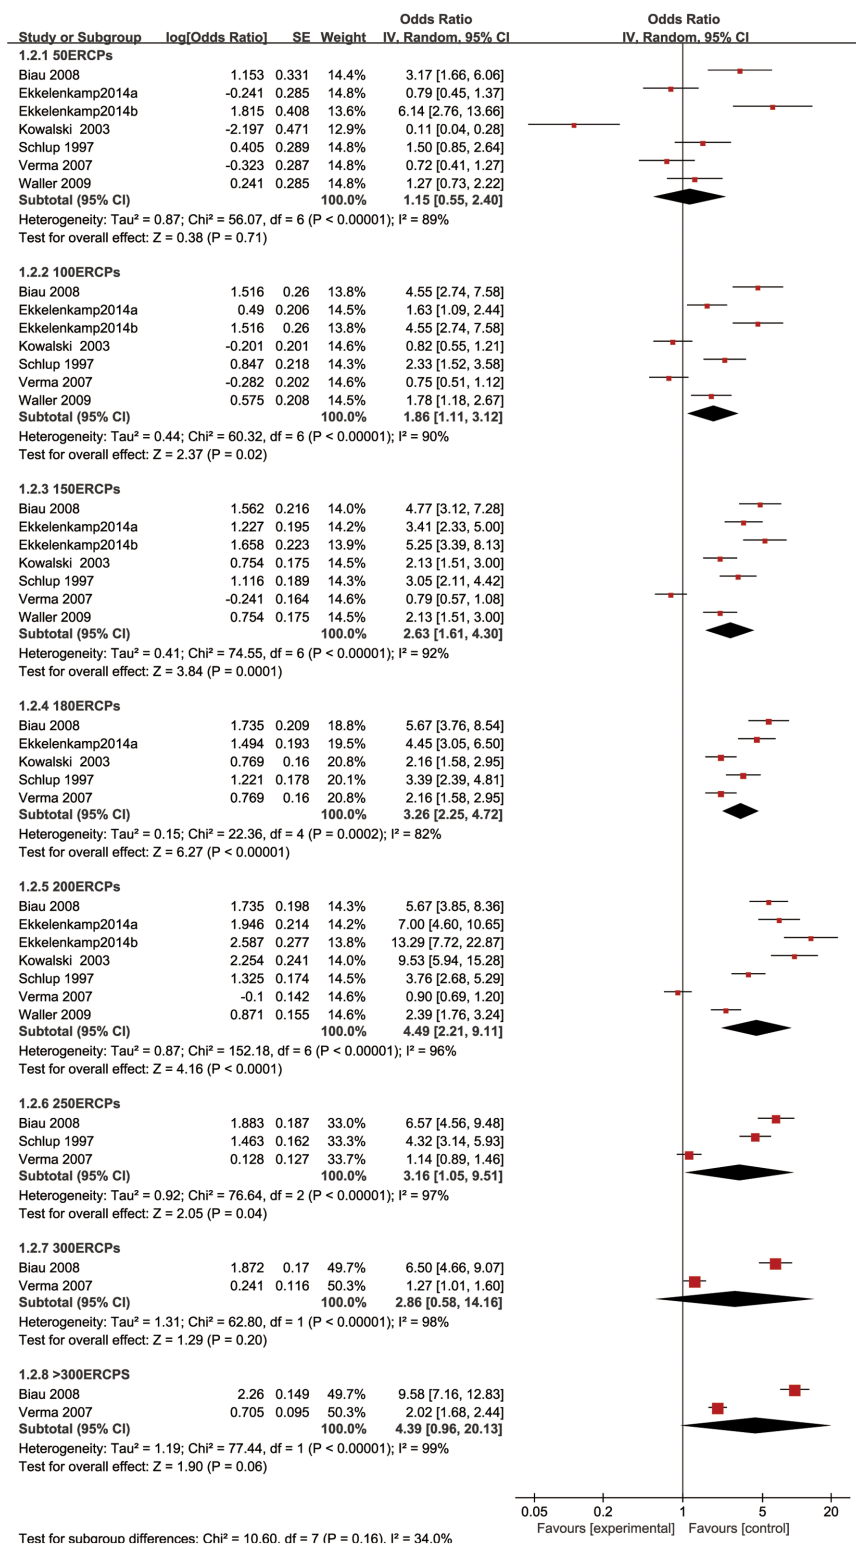 Odds Ratio Odds Ratio
Study or Subgroup log[Odds Ratio] SE Weight IV, Random, 95% CI IV, Random, 95% CI
1.2.1 50ERCPs
Biau 2008 1.153 0.331 14.4% 3.17 [1.66, 6.06]
Ekkelenkamp2014a -0.241 0.285 14.8% 0.79 [0.45, 1.37]
Ekkelenkamp2014b 1.815 0.408 13.6% 6.14 [2.76, 13.66]
Kowalski 2003 -2.197 0.471 12.9% 0.11 [0.04, 0.28]
Schlup 1997 0.405 0.289 14.8% 1.50 [0.85, 2.64]
Verma 2007 -0.323 0.287 14.8% 0.72 [0.41, 1.27]
Waller 2009 0.241 0.285 14.8% 1.27 [0.73, 2.22]
Subtotal (95% CI) 100.0% 1.15 [0.55, 2.40]
Heterogeneity: Tau² = 0.87; Chi² = 56.07, df = 6 (P < 0.00001); I² = 89%
Test for overall effect: Z = 0.38 (P = 0.71)
1.2.2 100ERCPs
Biau 2008 1.516 0.26 13.8% 4.55 [2.74, 7.58]
Ekkelenkamp2014a 0.49 0.206 14.5% 1.63 [1.09, 2.44]
Ekkelenkamp2014b 1.516 0.26 13.8% 4.55 [2.74, 7.58]
Kowalski 2003 -0.201 0.201 14.6% 0.82 [0.55, 1.21]
Schlup 1997 0.847 0.218 14.3% 2.33 [1.52, 3.58]
Verma 2007 -0.282 0.202 14.6% 0.75 [0.51, 1.12]
Waller 2009 0.575 0.208 14.5% 1.78 [1.18, 2.67]
Subtotal (95% CI) 100.0% 1.86 [1.11, 3.12]
Heterogeneity: Tau² = 0.44; Chi² = 60.32, df = 6 (P < 0.00001); I² = 90%
Test for overall effect: Z = 2.37 (P = 0.02)
1.2.3 150ERCPs
Biau 2008 1.562 0.216 14.0% 4.77 [3.12, 7.28]
Ekkelenkamp2014a 1.227 0.195 14.2% 3.41 [2.33, 5.00]
Ekkelenkamp2014b 1.658 0.223 13.9% 5.25 [3.39, 8.13]
Kowalski 2003 0.754 0.175 14.5% 2.13 [1.51, 3.00]
Schlup 1997 1.116 0.189 14.3% 3.05 [2.11, 4.42]
Verma 2007 -0.241 0.164 14.6% 0.79 [0.57, 1.08]
Waller 2009 0.754 0.175 14.5% 2.13 [1.51, 3.00]
Subtotal (95% CI) 100.0% 2.63 [1.61, 4.30]
Heterogeneity: Tau² = 0.41; Chi² = 74.55, df = 6 (P < 0.00001); I² = 92%
Test for overall effect: Z = 3.84 (P = 0.0001)
1.2.4 180ERCPs
Biau 2008 1.735 0.209 18.8% 5.67 [3.76, 8.54]
Ekkelenkamp2014a 1.494 0.193 19.5% 4.45 [3.05, 6.50]
Kowalski 2003 0.769 0.16 20.8% 2.16 [1.58, 2.95]
Schlup 1997 1.221 0.178 20.1% 3.39 [2.39, 4.81]
Verma 2007 0.769 0.16 20.8% 2.16 [1.58, 2.95]
Subtotal (95% CI) 100.0% 3.26 [2.25, 4.72]
Heterogeneity: Tau² = 0.15; Chi² = 22.36, df = 4 (P = 0.0002); I² = 82%
Test for overall effect: Z = 6.27 (P < 0.00001)
1.2.5 200ERCPs
Biau 2008 1.735 0.198 14.3% 5.67 [3.85, 8.36]
Ekkelenkamp2014a 1.946 0.214 14.2% 7.00 [4.60, 10.65]
Ekkelenkamp2014b 2.587 0.277 13.8% 13.29 [7.72, 22.87]
Kowalski 2003 2.254 0.241 14.0% 9.53 [5.94, 15.28]
Schlup 1997 1.325 0.174 14.5% 3.76 [2.68, 5.29]
Verma 2007 -0.1 0.142 14.6% 0.90 [0.69, 1.20]
Waller 2009 0.871 0.155 14.6% 2.39 [1.76, 3.24]
Subtotal (95% CI) 100.0% 4.49 [2.21, 9.11]
Heterogeneity: Tau² = 0.87; Chi² = 152.18, df = 6 (P < 0.00001); I² = 96%
Test for overall effect: Z = 4.16 (P < 0.0001)
1.2.6 250ERCPs
Biau 2008 1.883 0.187 33.0% 6.57 [4.56, 9.48]
Schlup 1997 1.463 0.162 33.3% 4.32 [3.14, 5.93]
Verma 2007 0.128 0.127 33.7% 1.14 [0.89, 1.46]
Subtotal (95% CI) 100.0% 3.16 [1.05, 9.51]
Heterogeneity: Tau² = 0.92; Chi² = 76.64, df = 2 (P < 0.00001); I² = 97%
Test for overall effect: Z = 2.05 (P = 0.04)
1.2.7 300ERCPs
Biau 2008 1.872 0.17 49.7% 6.50 [4.66, 9.07]
Verma 2007 0.241 0.116 50.3% 1.27 [1.01, 1.60]
Subtotal (95% CI) 100.0% 2.86 [0.58, 14.16]
Heterogeneity: Tau² = 1.31; Chi² = 62.80, df = 1 (P < 0.00001); I² = 98%
Test for overall effect: Z = 1.29 (P = 0.20)
1.2.8 >300ERCPS
Biau 2008 2.26 0.149 49.7% 9.58 [7.16, 12.83]
Verma 2007 0.705 0.095 50.3% 2.02 [1.68, 2.44]
Subtotal (95% CI) 100.0% 4.39 [0.96, 20.13]
Heterogeneity: Tau² = 1.19; Chi² = 77.44, df = 1 (P < 0.00001); I² = 99%
Test for overall effect: Z = 1.90 (P = 0.06)
0.05 0.2 1 5 20
Favours [experimental] Favours [control]
Test for subgroup differences: Chi² = 10.60, df = 7 (P = 0.16), I² = 34.0%